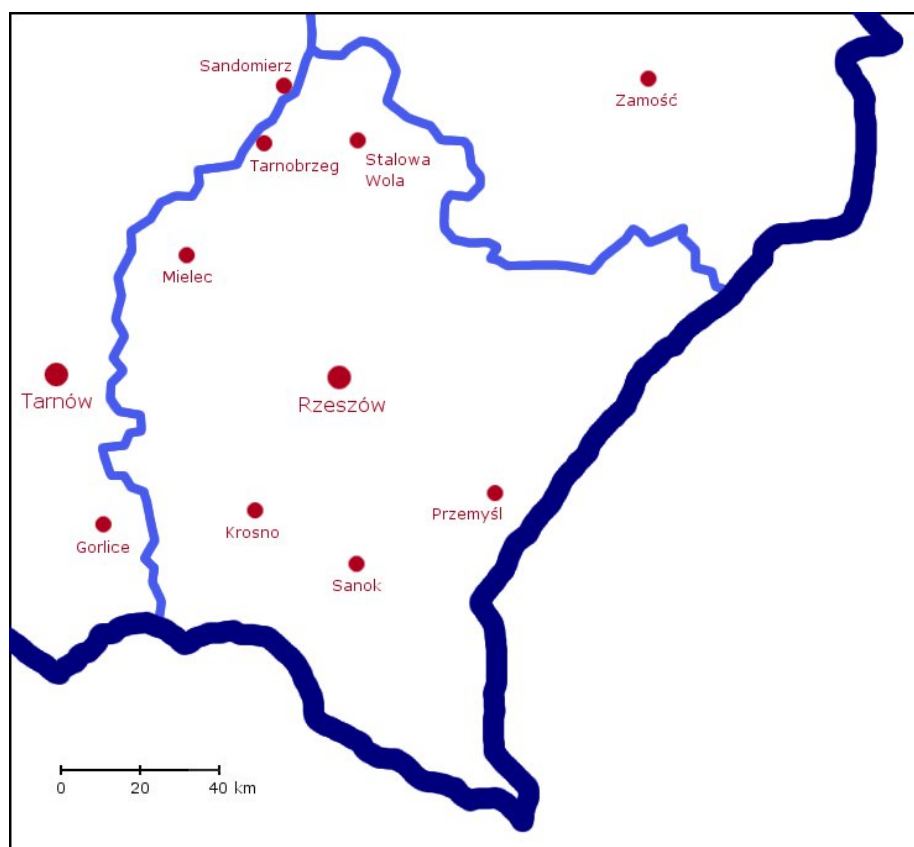 Sandomierz
Zamość
Tarnobrzeg
Stalowa
Wola
Mielec
Tarnów
Rzeszów
Przemyśl
Krosno
Gorlice
Sanok
0 20 40 km